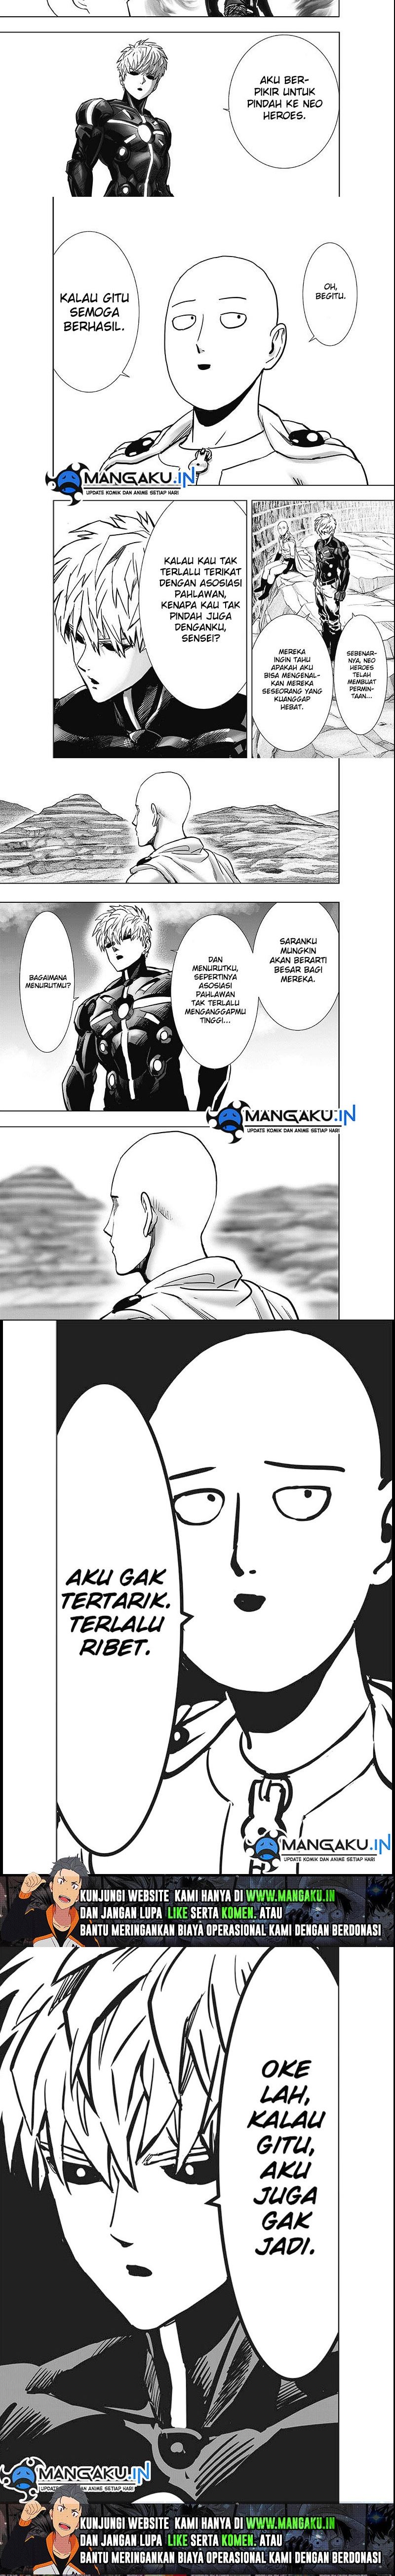 AKU BER-
PIKIR UNTUK
PINDAH KE NEO
HEROES.
OH,
BEGITU.
KALAU GITU
SEMOGA
BERHASIL.
MANGAKU.IN
UPDATE KOMIK DAN ANIME SETIAP HARI
SEBENAR-
NYA, NEO
HEROES
TELAH
MEMBUAT
PERMIN-
TAAN...
MEREKA
INGIN TAHU
APAKAH AKU
BISA MENGENAL-
KAN MEREKA
SESEORANG YANG
KUANGGAP
HEBAT.
KALAU KAU TAK
TERLALU TERIKAT
DENGAN ASOSIASI
PAHLAWAN,
KENAPA KAU TAK
PINDAH JUGA
DENGANKU,
SENSEI?
SARANKU
MUNGKIN
AKAN BERARTI
BESAR BAGI
MEREKA.
DAN
MENURUTKU,
SEPERTINYA
ASOSIASI
PAHLAWAN
TAK TERLALU
MENGANGGAPMU
TINGGI...
BAGAIMANA
MENURUTMU?
MANGAKU.IN
UPDATE KOMIK DAN ANIME SETIAP HARI
AKU GAK
TERTARIK.
TERLALU
RIBET.
MANGAKU.IN
UPDATE KOMIK DAN ANIME SETIAP HARI
KUNJUNGI WEBSITE KAMI HANYA DI WWW.MANGAKU.IN
DAN JANGAN LUPA LIKE SERTA KOMEN. ATAU
BANTU MERINGANKAN BIAYA OPERASIONAL KAMI DENGAN BERDONASI
OKE
LAH,
KALAU
GITU,
AKU
JUGA
GAK
JADI.
MANGAKU.IN
UPDATE KOMIK DAN ANIME SETIAP HARI
KUNJUNGI WEBSITE KAMI HANYA DI WWW.MANGAKU.IN
DAN JANGAN LUPA LIKE SERTA KOMEN. ATAU
BANTU MERINGANKAN BIAYA OPERASIONAL KAMI DENGAN BERDONASI